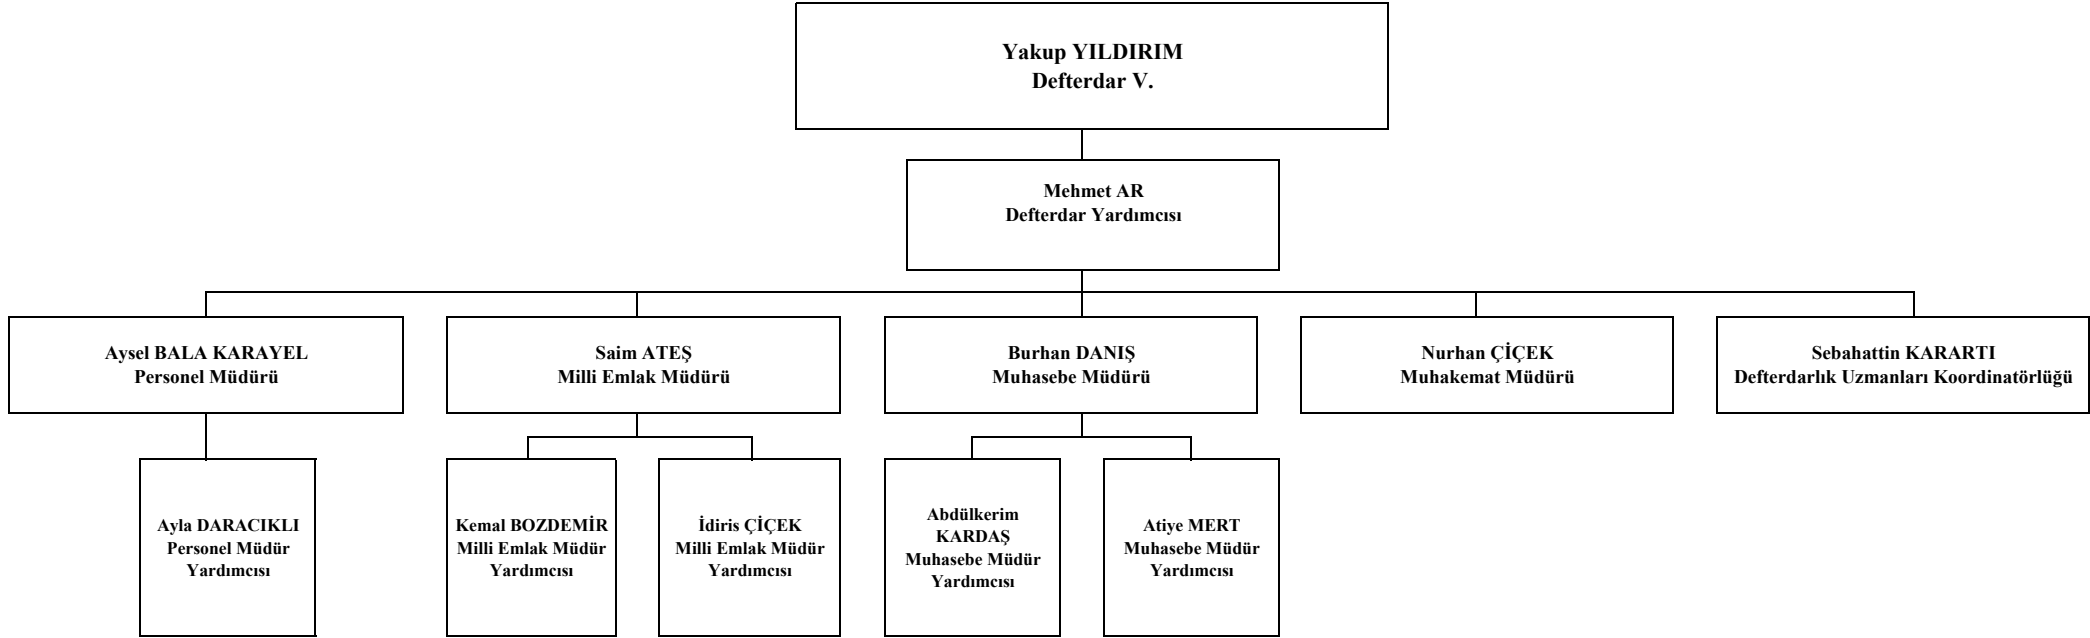 Yakup YILDIRIM
Defterdar V.
Mehmet AR
Defterdar Yardımcısı
Aysel BALA KARAYEL
Personel Müdürü
Saim ATEŞ
Milli Emlak Müdürü
Burhan DANIŞ
Muhasebe Müdürü
Nurhan ÇİÇEK
Muhakemat Müdürü
Sebahattin KARARTI
Defterdarlık Uzmanları Koordinatörlüğü
Ayla DARACIKLI
Personel Müdür
Yardımcısı
Kemal BOZDEMİR
Milli Emlak Müdür
Yardımcısı
İdiris ÇİÇEK
Milli Emlak Müdür
Yardımcısı
Abdülkerim
KARDAŞ
Muhasebe Müdür
Yardımcısı
Atiye MERT
Muhasebe Müdür
Yardımcısı